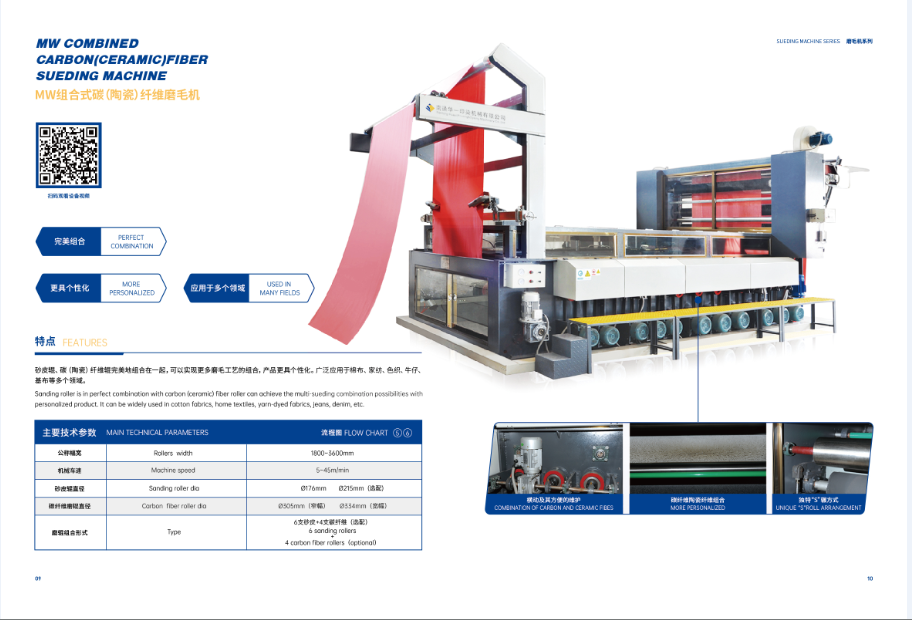 MW COMBINED
CARBON(CERAMIC)FIBER
SUEDING MACHINE
MW组合式碳(陶瓷)纤维磨毛机
SUEDING MACHINE SERIES 磨毛机系列
扫码观看设备视频
完美组合
PERFECT
COMBINATION
更具个性化
MORE
PERSONALIZED
应用于多个领域
USED IN
MANY FIELDS
特点 FEATURES
砂皮辊、碳(陶瓷)纤维辊完美地组合在一起,可以实现更多磨毛工艺的组合,产品更具个性化。广泛应用于棉布、家纺、色织、牛仔、
基布等多个领域。
Sanding roller is in perfect combination with carbon (ceramic) fiber roller can achieve the multi-sueding combination possibilities with
personalized product. It can be widely used in cotton fabrics, home textiles, yarn-dyed fabrics, jeans, denim, etc.
主要技术参数 MAIN TECHNICAL PARAMETERS 流程图 FLOW CHART ⑤⑥
公称幅宽 Rollers width 1800~3600mm
机械车速 Machine speed 5~45m/min
砂皮辊直径 Sanding roller dia Ø176mm Ø215mm (选配)
碳纤维磨辊直径 Carbon fiber roller dia Ø305mm (窄幅) Ø334mm (宽幅)
磨辊组合形式 Type
6支砂皮+4支碳纤维(选配)
6 sanding rollers
+
4 carbon fiber rollers (optional)
COMBINATION OF CARBON AND CERAMIC FIBES
碳纤维陶瓷纤维组合
MORE PERSONALIZED
独特"S"辊方式
UNIQUE "S"ROLL ARRANGEMENT
09
10